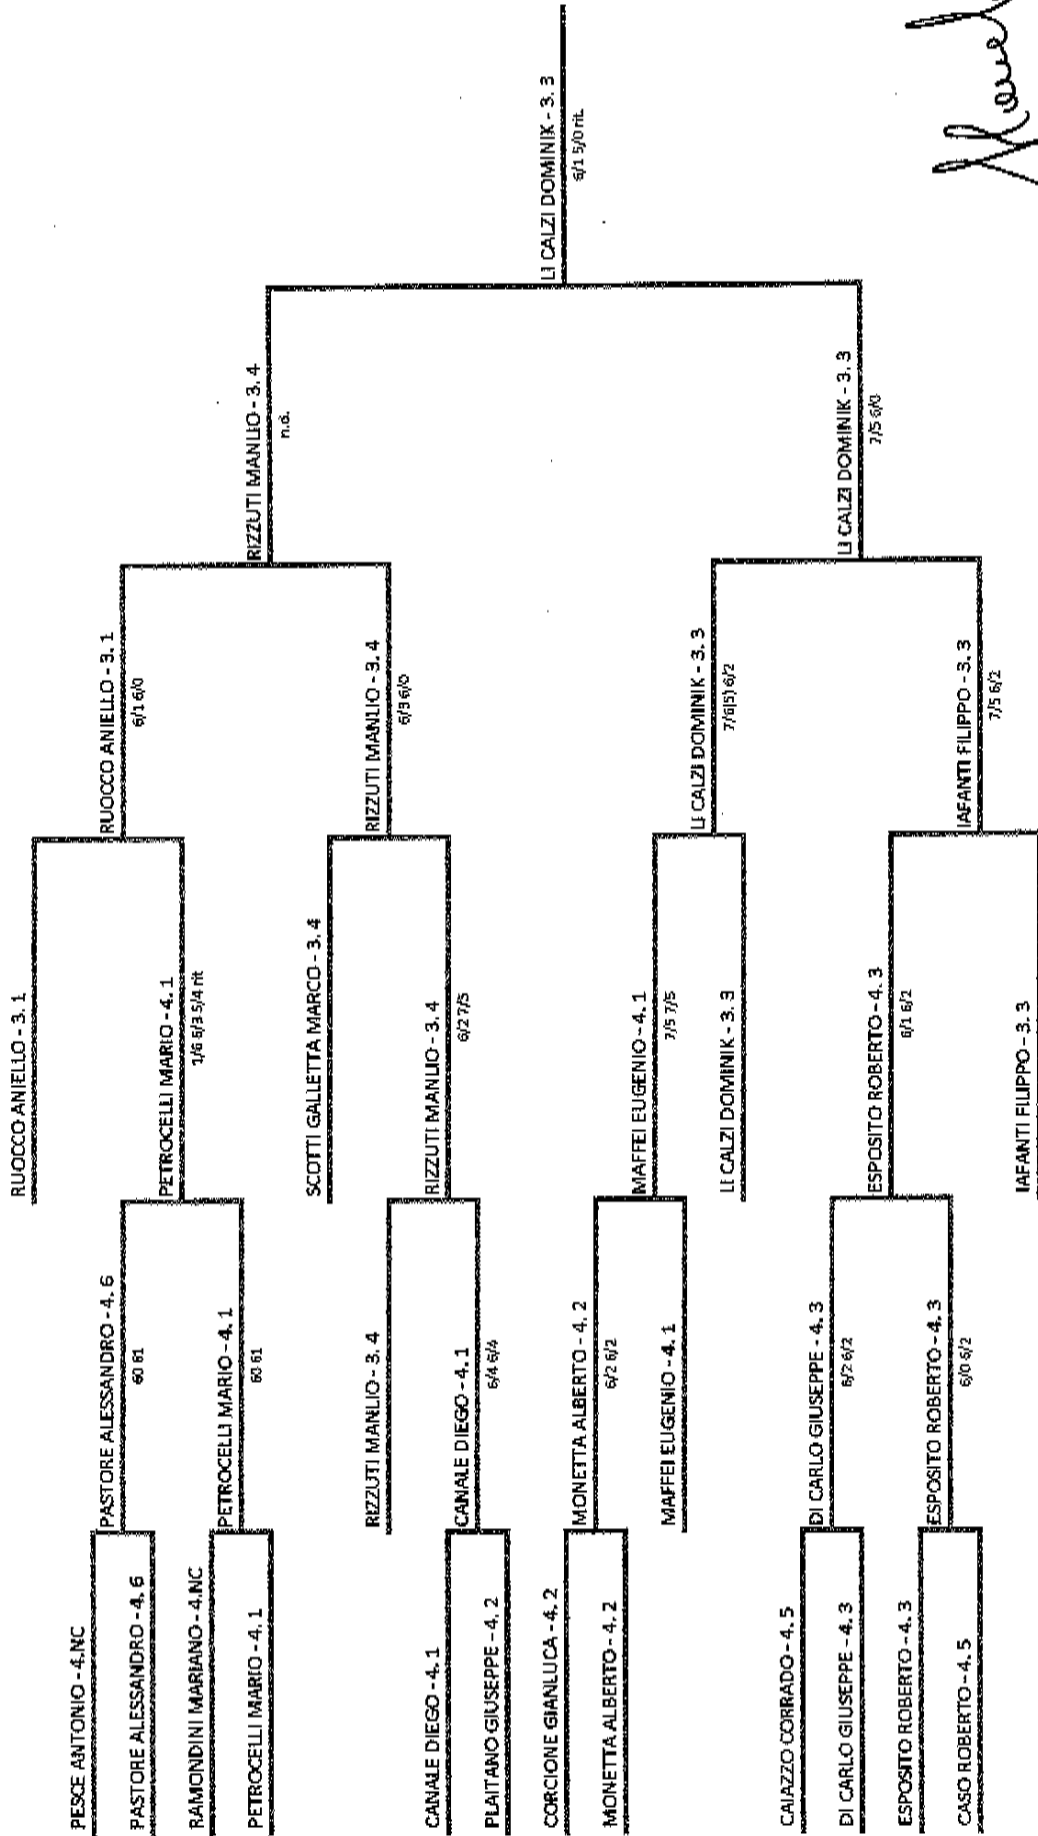 PESCE ANTONIO - 4.NC
PASTORE ALESSANDRO - 4. 6
RAMONDINI MARIANO - 4.NC
PETROCELLI MARIO - 4. 1
CANALE DIEGO - 4. 1
PLAITANO GIUSEPPE - 4. 2
CORCIONE GIANLUCA - 4. 2
MONETTA ALBERTO - 4. 2
CAIAZZO CORRADO - 4. 5
DI CARLO GIUSEPPE - 4. 3
ESPOSITO ROBERTO - 4. 3
CASO ROBERTO - 4. 5
PASTORE ALESSANDRO - 4. 6
60 61
PETROCELLI MARIO - 4. 1
60 61
RIZZUTI MANLIO - 3. 4
CANALE DIEGO - 4. 1
6/4 6/4
MONETTA ALBERTO - 4. 2
6/2 6/2
MAFFEI EUGENIO - 4. 1
DI CARLO GIUSEPPE - 4. 3
6/2 6/2
ESPOSITO ROBERTO - 4. 3
6/0 6/2
RUOCCO ANIELLO - 3. 1
PETROCELLI MARIO - 4. 1
1/6 6/3 5/4 rit
SCOTTI GALLETTA MARCO - 3. 4
RIZZUTI MANLIO - 3. 4
6/2 7/5
MAFFEI EUGENIO - 4. 1
7/5 7/5
LI CALZI DOMINIK - 3. 3
ESPOSITO ROBERTO - 4. 3
6/1 6/2
IAFANTI FILIPPO - 3. 3
RUOCCO ANIELLO - 3. 1
6/1 6/0
RIZZUTI MANLIO - 3. 4
6/3 6/0
LI CALZI DOMINIK - 3. 3
7/6(5) 6/2
IAFANTI FILIPPO - 3. 3
7/5 6/2
RIZZUTI MANLIO - 3. 4
n.d.
LI CALZI DOMINIK - 3. 3
7/5 6/0
LI CALZI DOMINIK - 3. 3
6/1 5/0 rit.